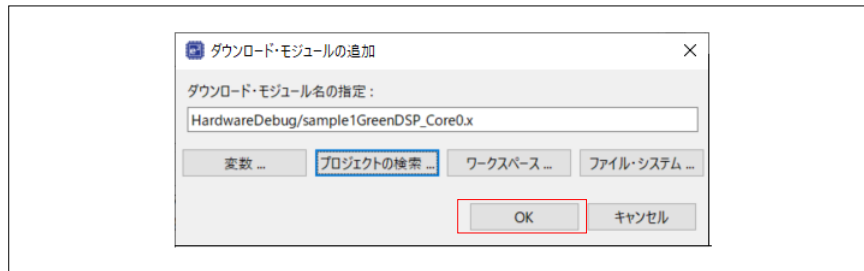 ダウンロード・モジュールの追加
ダウンロード・モジュール名の指定：
HardwareDebug/sample1GreenDSP_Core0.x
変数 ... プロジェクトの検索 ... ワークスペース ... ファイル・システム ...
OK キャンセル